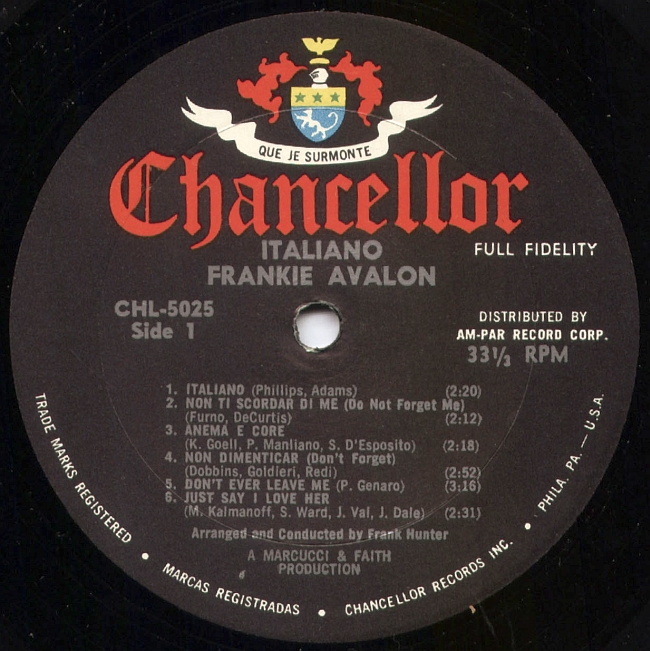 QUE JE SURMONTE
Chancellor
ITALIANO
FULL FIDELITY
FRANKIE AVALON
CHL-5025
Side 1
DISTRIBUTED BY
AM-PAR RECORD CORP.
33⅓ RPM
1. ITALIANO (Phillips, Adams) (2:20)
2. NON TI SCORDAR DI ME (Do Not Forget Me)
(Furno, DeCurtis) (2:12)
3. ANEMA E CORE
(K. Goell, P. Manliano, S. D'Esposito) (2:18)
4. NON DIMENTICAR (Don't Forget)
(Dobbins, Goldieri, Redi) (2:52)
5. DON'T EVER LEAVE ME (P. Genaro) (3:16)
6. JUST SAY I LOVE HER
(M. Kalmanoff, S. Ward, J. Val, J. Dale) (2:31)
Arranged and Conducted by Frank Hunter
A MARCUCCI & FAITH
PRODUCTION
TRADE MARKS REGISTERED • MARCAS REGISTRADAS • CHANCELLOR RECORDS INC. • PHILA. PA. — U.S.A.